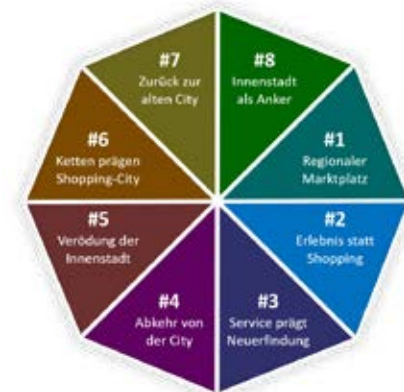 #7
Zurück zur
alten City
#8
Innenstadt
als Anker
#6
Ketten prägen
Shopping-City
#1
Regionaler
Marktplatz
#5
Verödung der
Innenstadt
#2
Erlebnis statt
Shopping
#4
Abkehr von
der City
#3
Service prägt
Neuerfindung